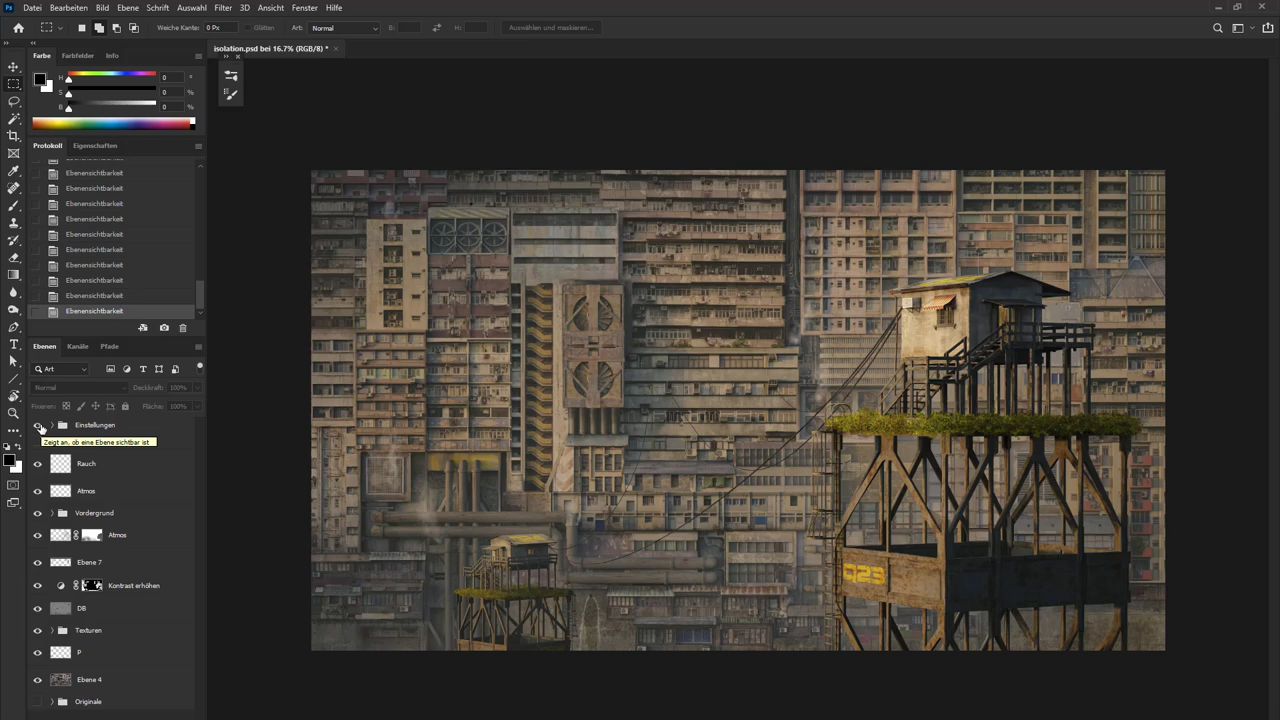 Datei Bearbeiten Bild Ebene Schrift Auswahl Filter 3D Ansicht Fenster Hilfe
Weiche Kante: 0 Px Glätten Art: Normal B: H: Auswählen und maskieren...
isolation.psd bei 16.7% (RGB/8) *
Farbe Farbfelder Info
H 0 °
S 0 %
B 0 %
Protokoll Eigenschaften
Ebenensichtbarkeit
Ebenensichtbarkeit
Ebenensichtbarkeit
Ebenensichtbarkeit
Ebenensichtbarkeit
Ebenensichtbarkeit
Ebenensichtbarkeit
Ebenensichtbarkeit
Ebenensichtbarkeit
Ebenensichtbarkeit
Ebenen Kanäle Pfade
Art
Normal Deckkraft: 100%
Fixieren: Fläche: 100%
Einstellungen
Zeigt an, ob eine Ebene sichtbar ist
Rauch
Atmos
Vordergrund
Atmos
Ebene 7
Kontrast erhöhen
DB
Texturen
P
Ebene 4
Originale
023